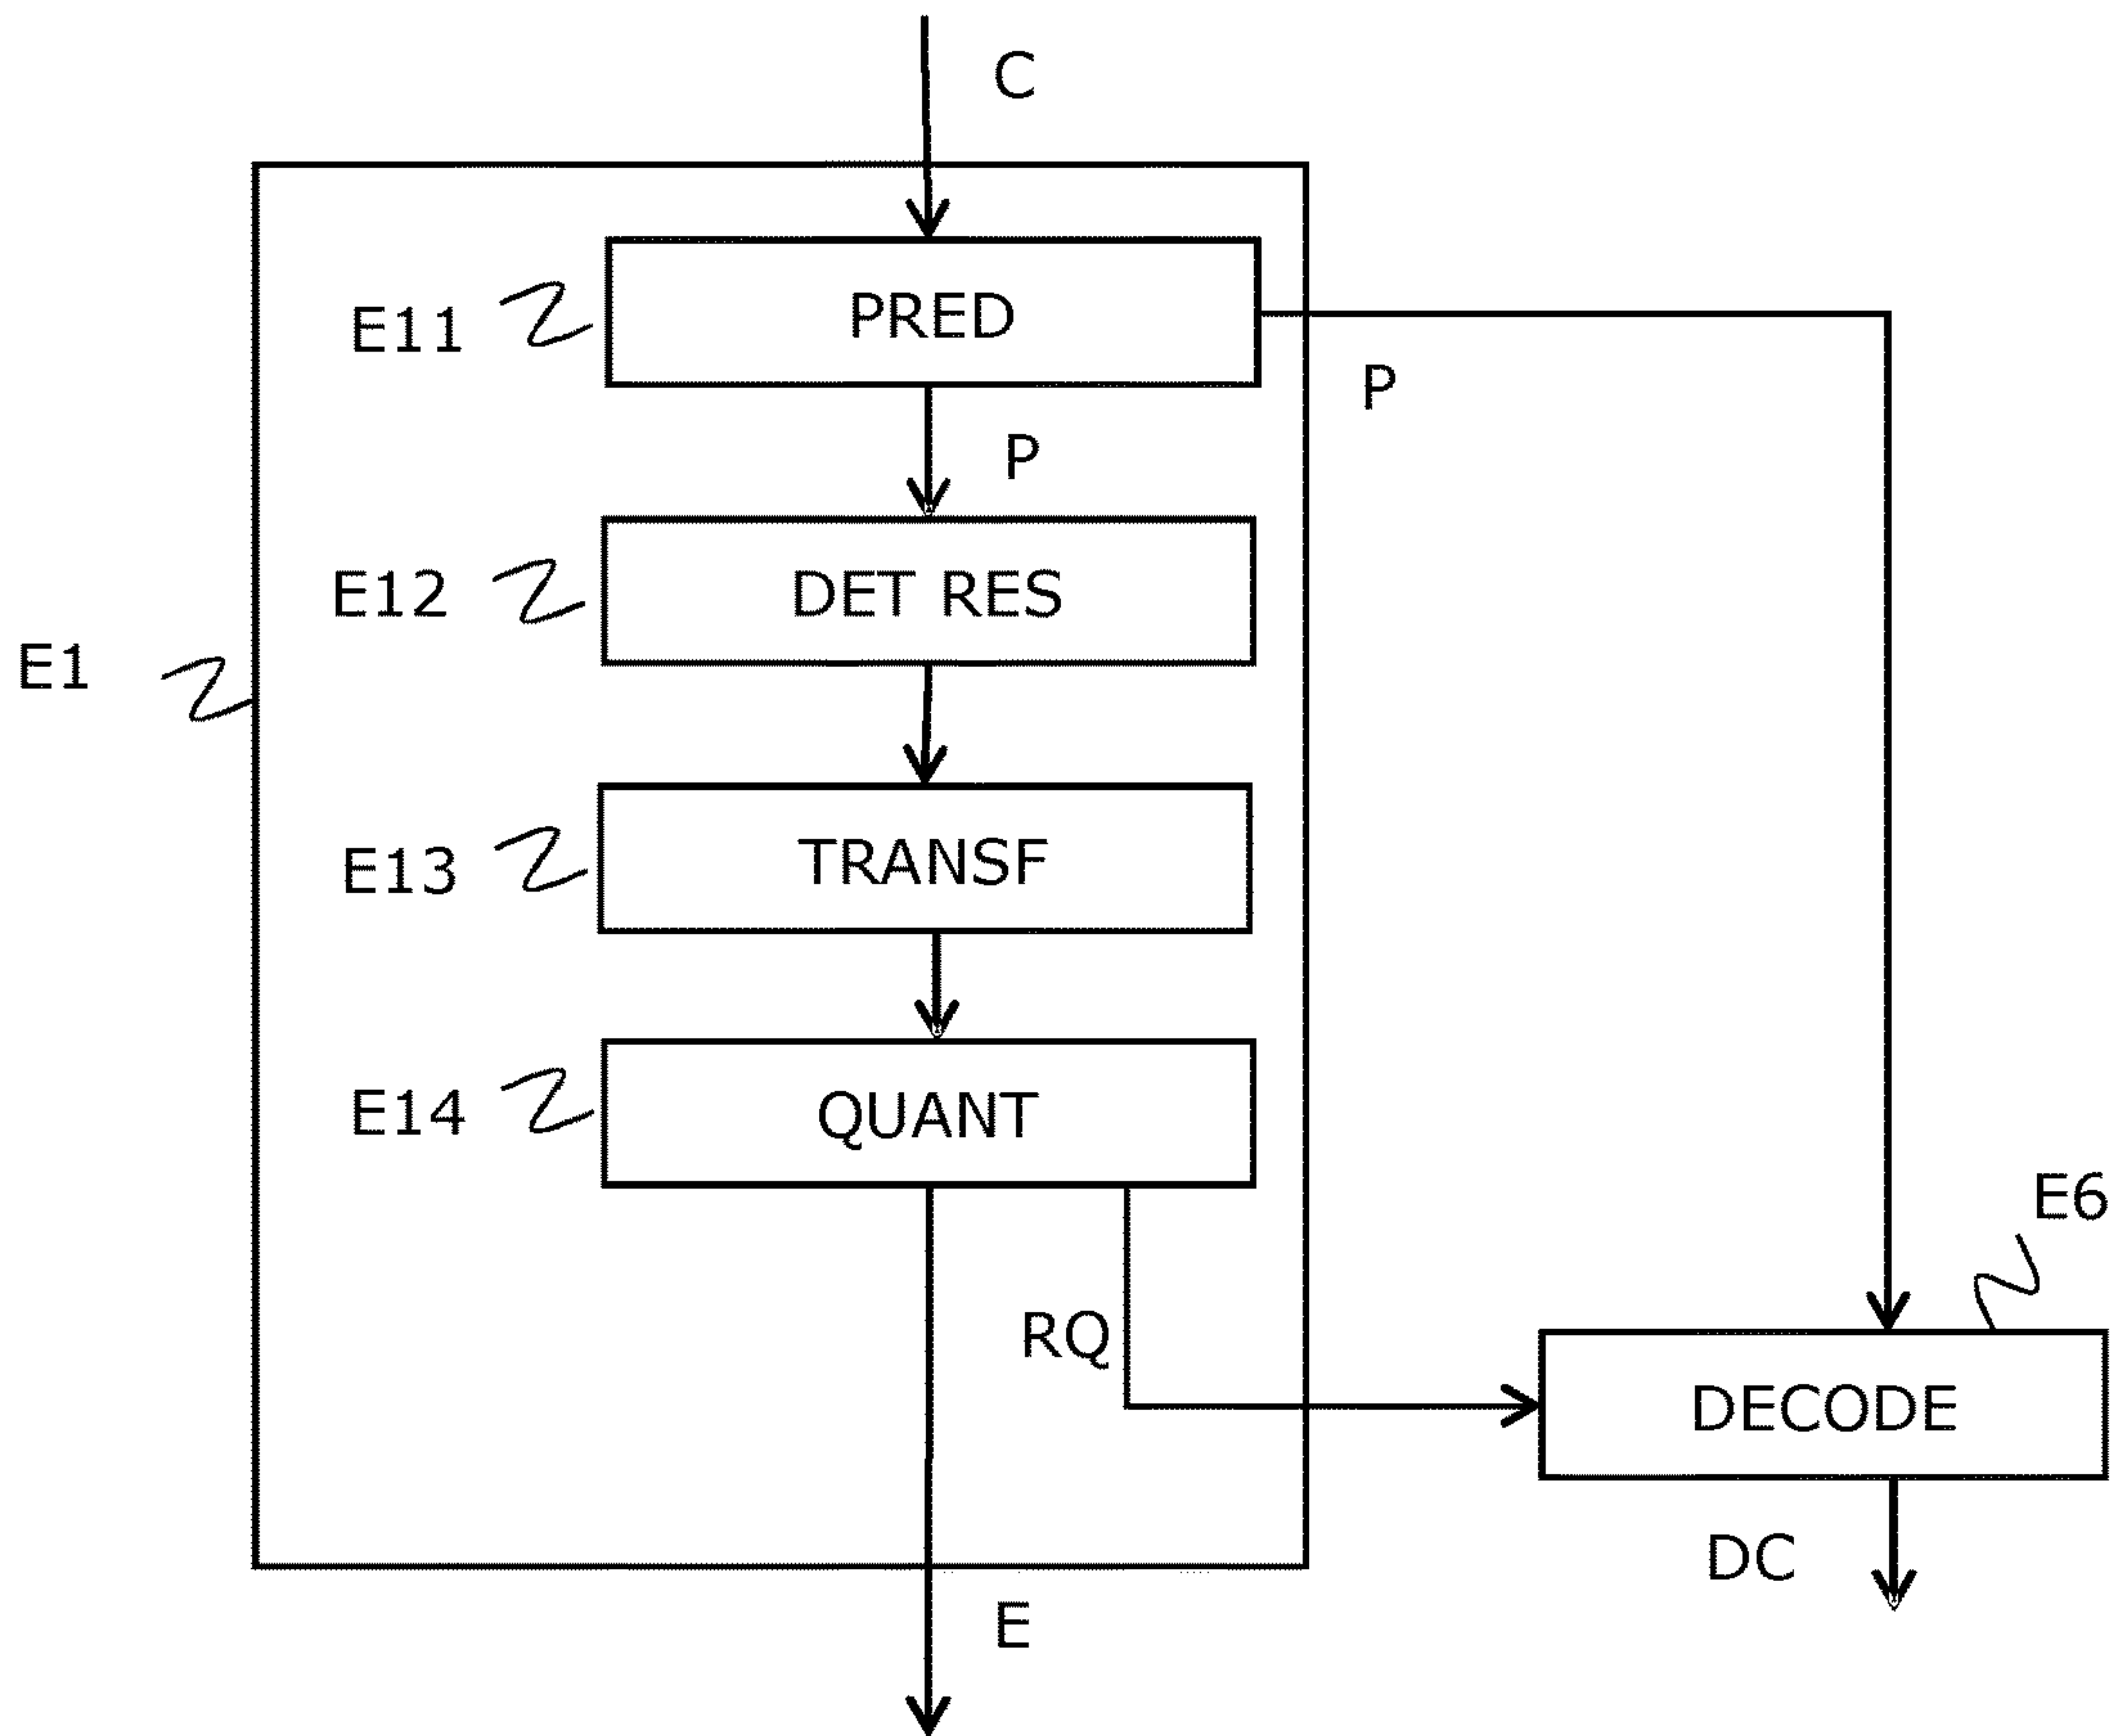 C
E11
PRED
P
P
E12
DET RES
E1
E13
TRANSF
E14
QUANT
E6
RQ
DECODE
DC
E